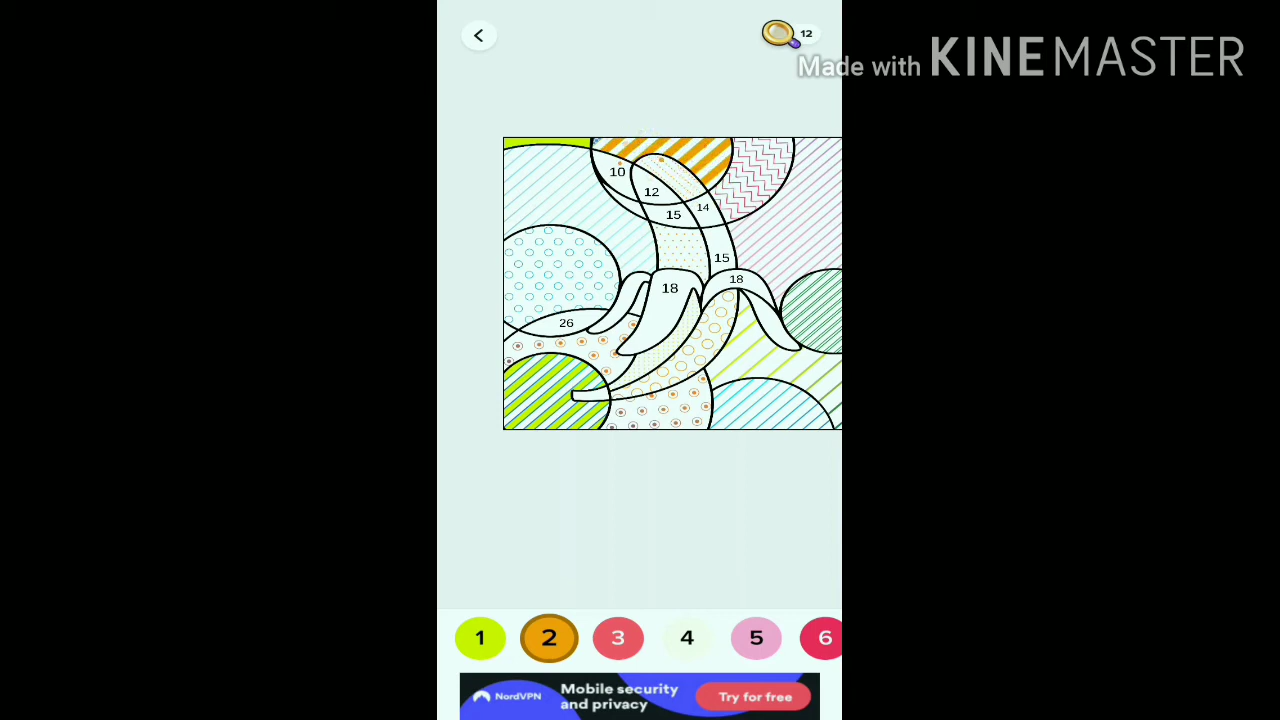 12
Made with KINEMASTER
10
12
14
15
15
18
18
26
1 2 3 4 5 6
NordVPN
Mobile security
and privacy
Try for free